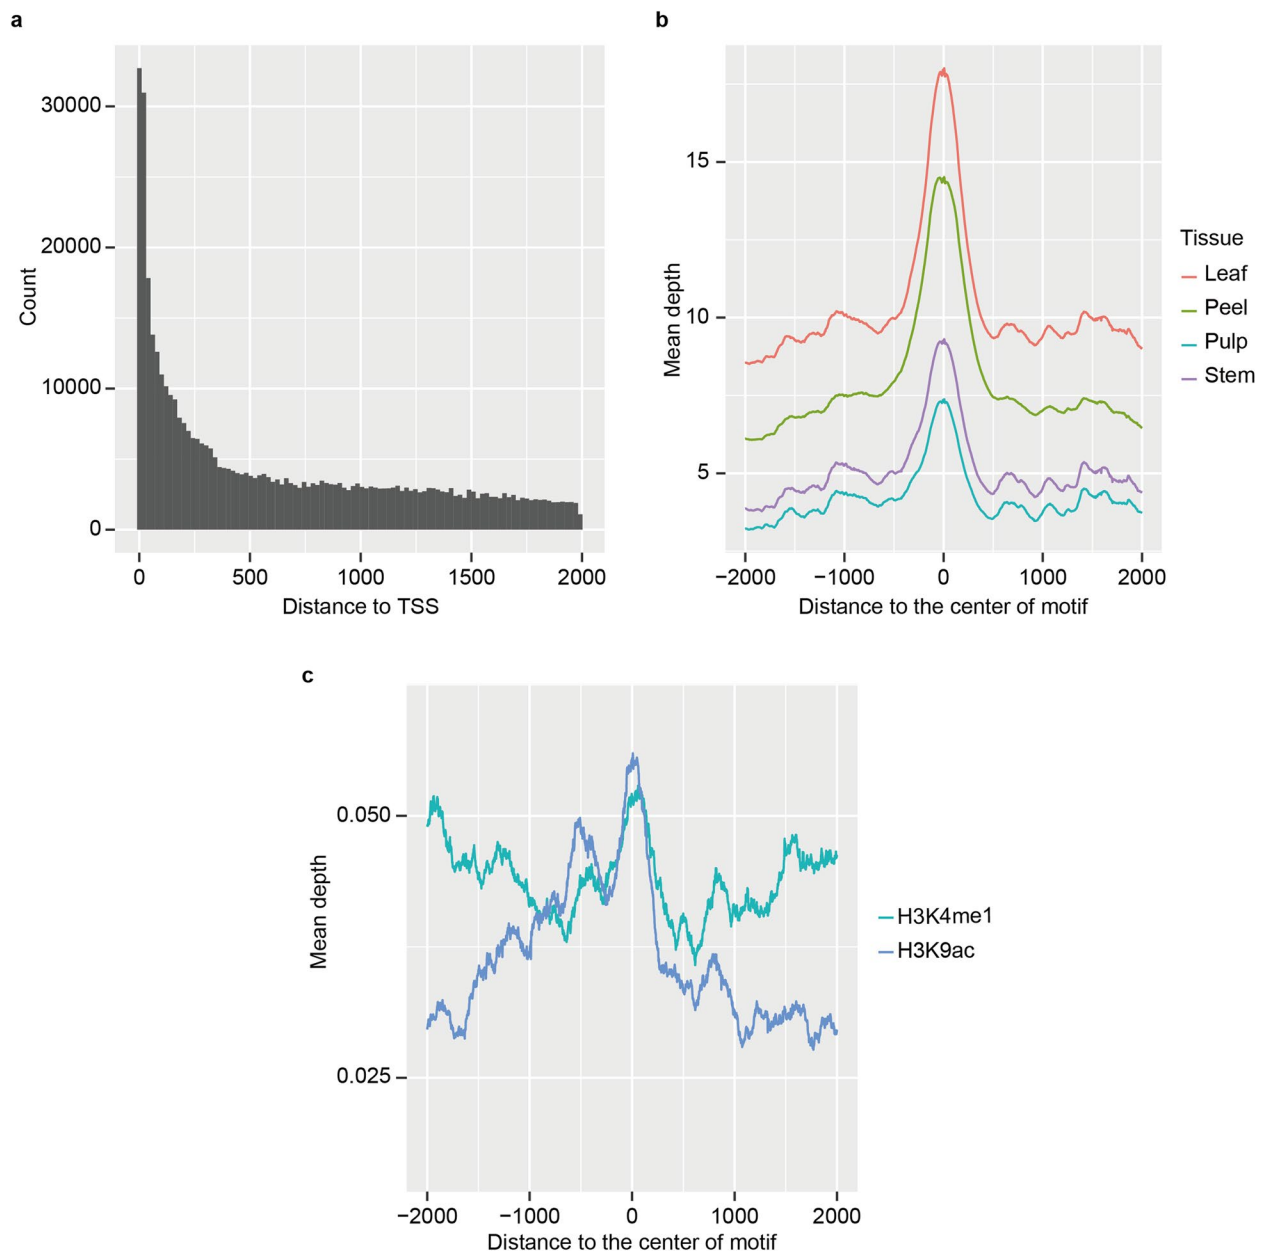 a
30000
20000
10000
0
Count
0 500 1000 1500 2000
Distance to TSS
b
15
10
5
Mean depth
−2000 −1000 0 1000 2000
Distance to the center of motif
Tissue
Leaf
Peel
Pulp
Stem
c
0.050
0.025
Mean depth
−2000 −1000 0 1000 2000
Distance to the center of motif
H3K4me1
H3K9ac